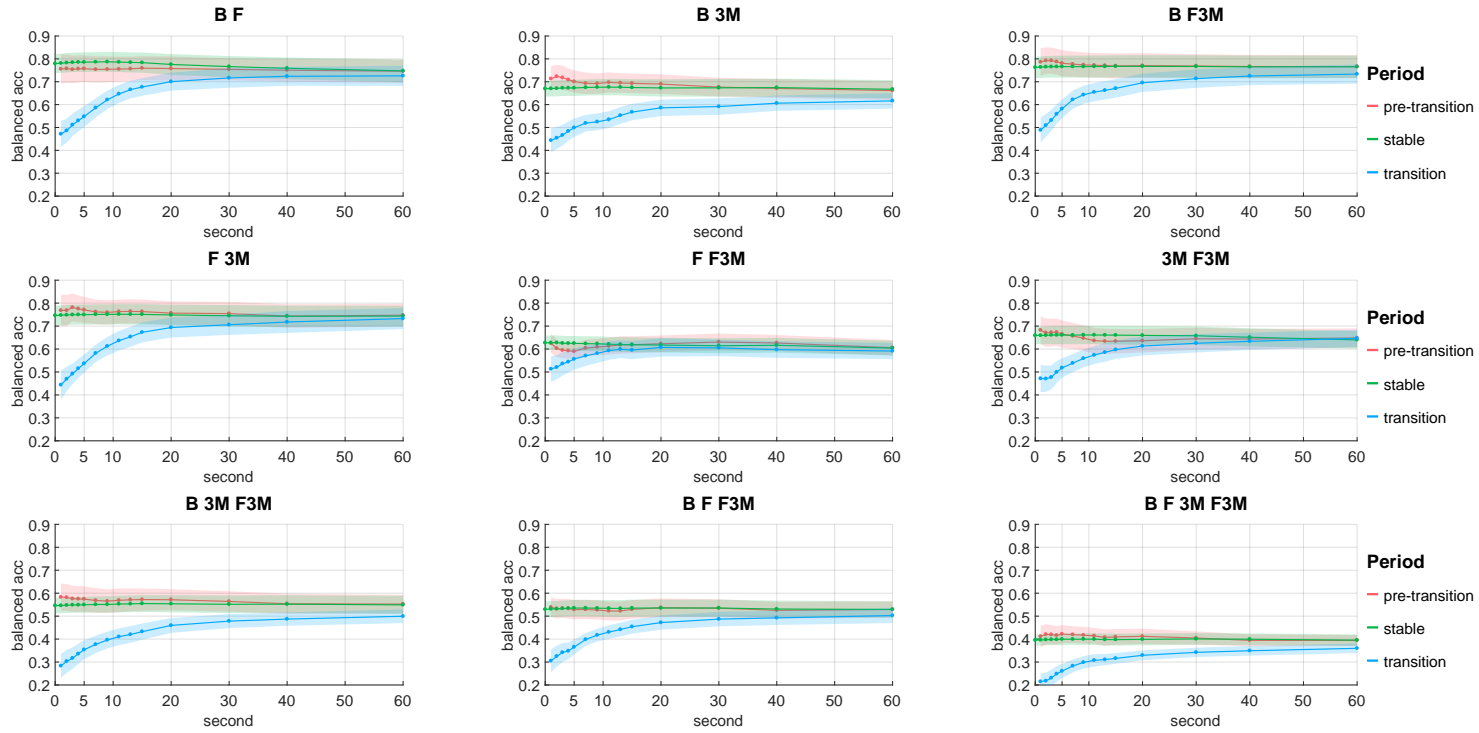 B F
B 3M
B F3M
0.9
0.8
0.7
0.6
0.5
0.4
0.3
0.2
balanced acc
0 5 10 20 30 40 50 60
second
0.9
0.8
0.7
0.6
0.5
0.4
0.3
0.2
balanced acc
0 5 10 20 30 40 50 60
second
0.9
0.8
0.7
0.6
0.5
0.4
0.3
0.2
balanced acc
0 5 10 20 30 40 50 60
second
Period
pre-transition
stable
transition
F 3M
F F3M
3M F3M
0.9
0.8
0.7
0.6
0.5
0.4
0.3
0.2
balanced acc
0 5 10 20 30 40 50 60
second
0.9
0.8
0.7
0.6
0.5
0.4
0.3
0.2
balanced acc
0 5 10 20 30 40 50 60
second
0.9
0.8
0.7
0.6
0.5
0.4
0.3
0.2
balanced acc
0 5 10 20 30 40 50 60
second
Period
pre-transition
stable
transition
B 3M F3M
B F F3M
B F 3M F3M
0.9
0.8
0.7
0.6
0.5
0.4
0.3
0.2
balanced acc
0 5 10 20 30 40 50 60
second
0.9
0.8
0.7
0.6
0.5
0.4
0.3
0.2
balanced acc
0 5 10 20 30 40 50 60
second
0.9
0.8
0.7
0.6
0.5
0.4
0.3
0.2
balanced acc
0 5 10 20 30 40 50 60
second
Period
pre-transition
stable
transition